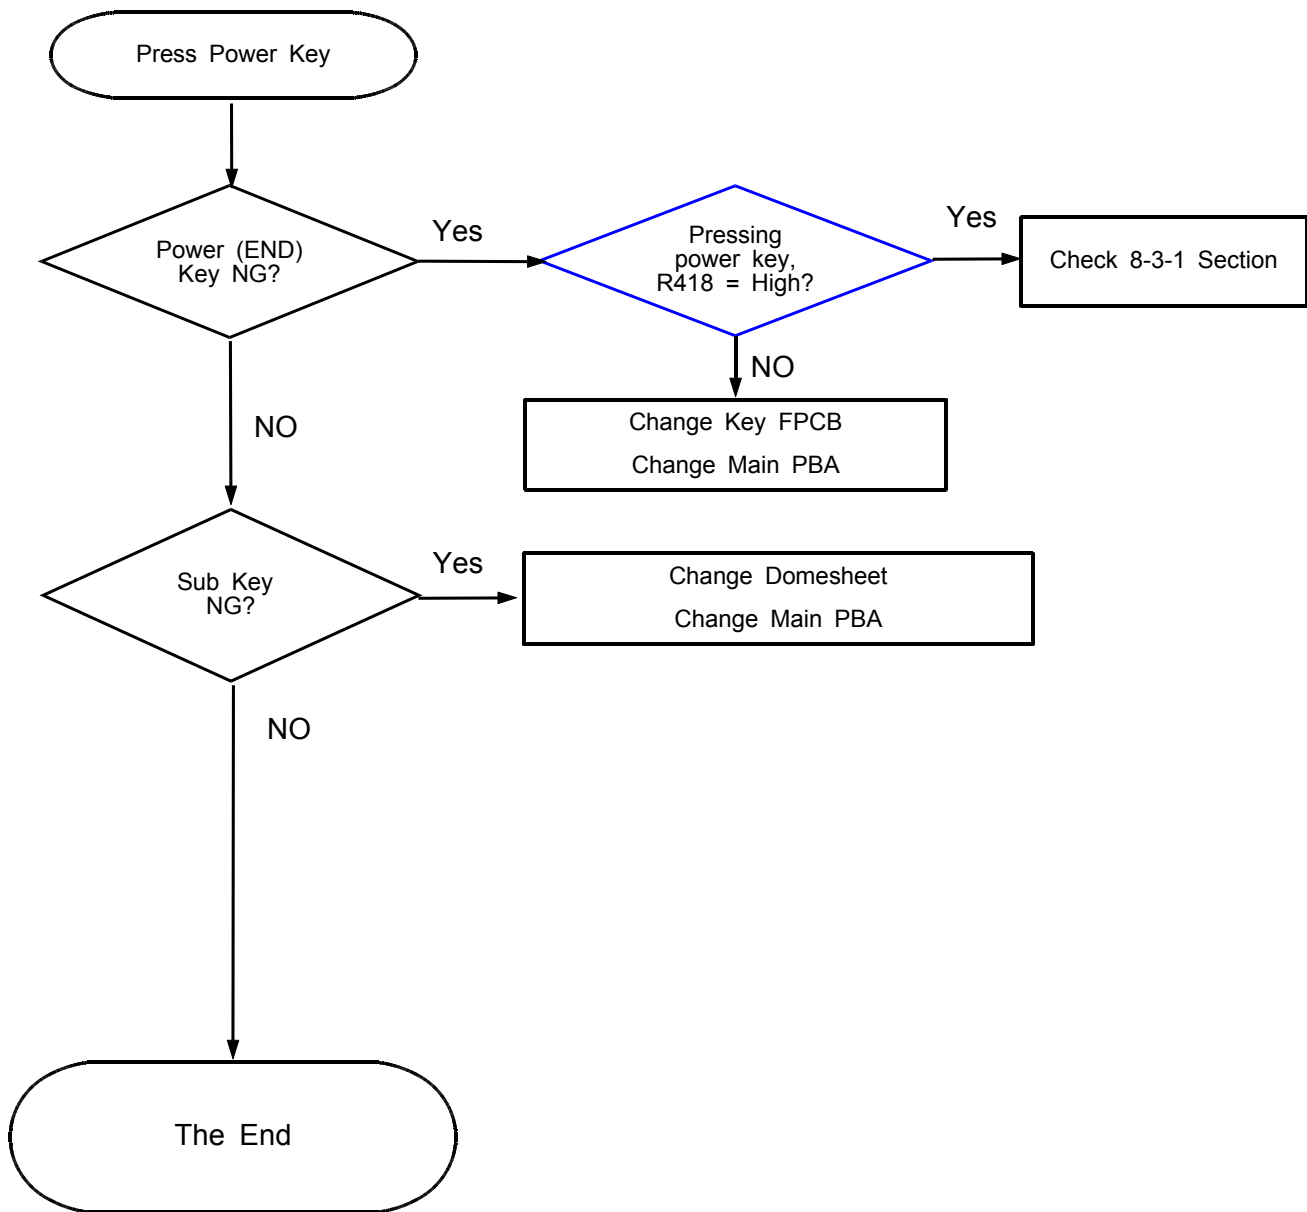 Press Power Key
Power (END)
Key NG?
Yes
Pressing
power key,
R418 = High?
Yes
Check 8-3-1 Section
NO
Change Key FPCB
Change Main PBA
NO
Sub Key
NG?
Yes
Change Domesheet
Change Main PBA
NO
The End